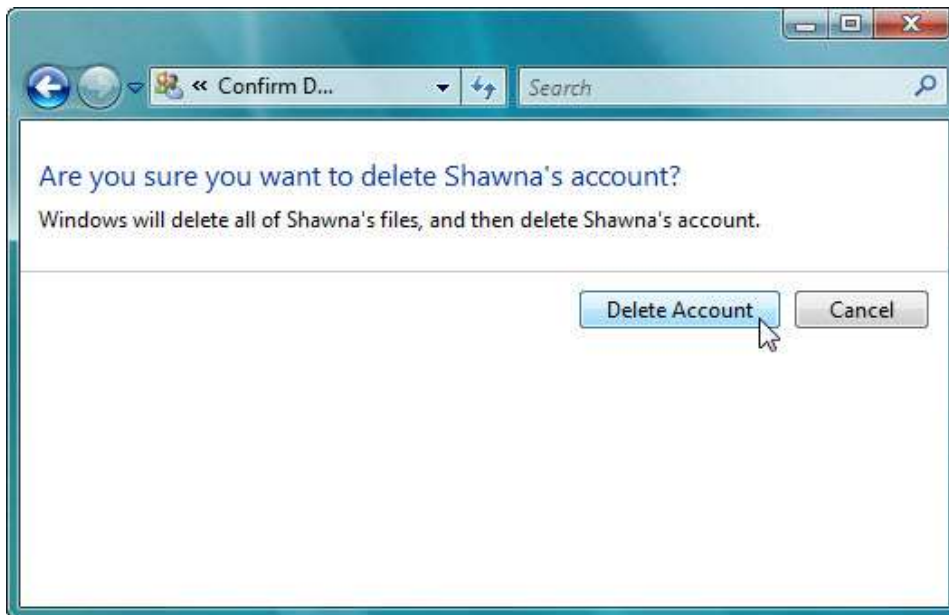 « Confirm D...
Search
Are you sure you want to delete Shawna's account?
Windows will delete all of Shawna's files, and then delete Shawna's account.
Delete Account
Cancel